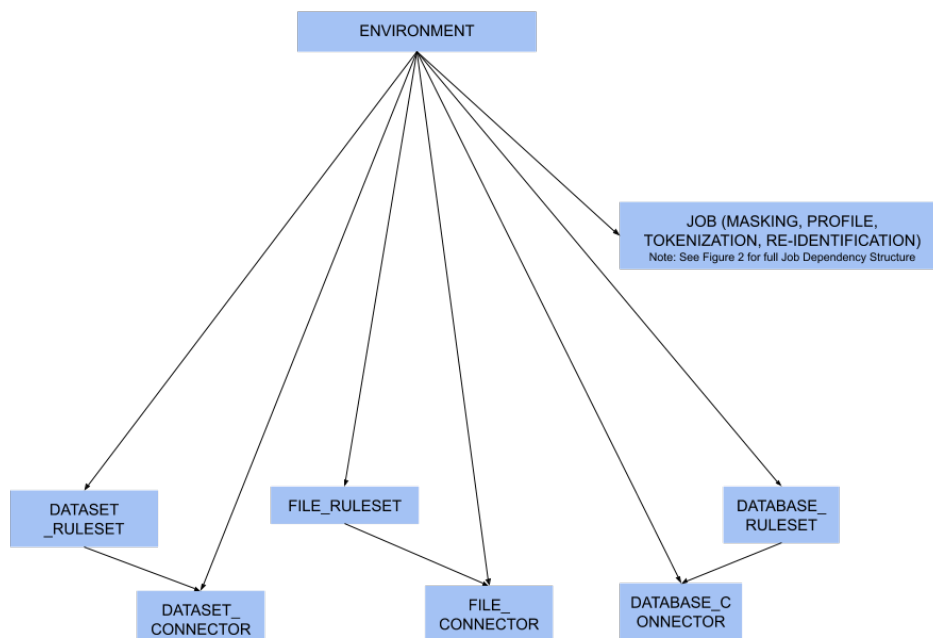 ENVIRONMENT
JOB (MASKING, PROFILE,
TOKENIZATION, RE-IDENTIFICATION)
Note: See Figure 2 for full Job Dependency Structure
DATASET
_RULESET
FILE_RULESET
DATABASE_
RULESET
DATASET_
CONNECTOR
FILE_
CONNECTOR
DATABASE_C
ONNECTOR